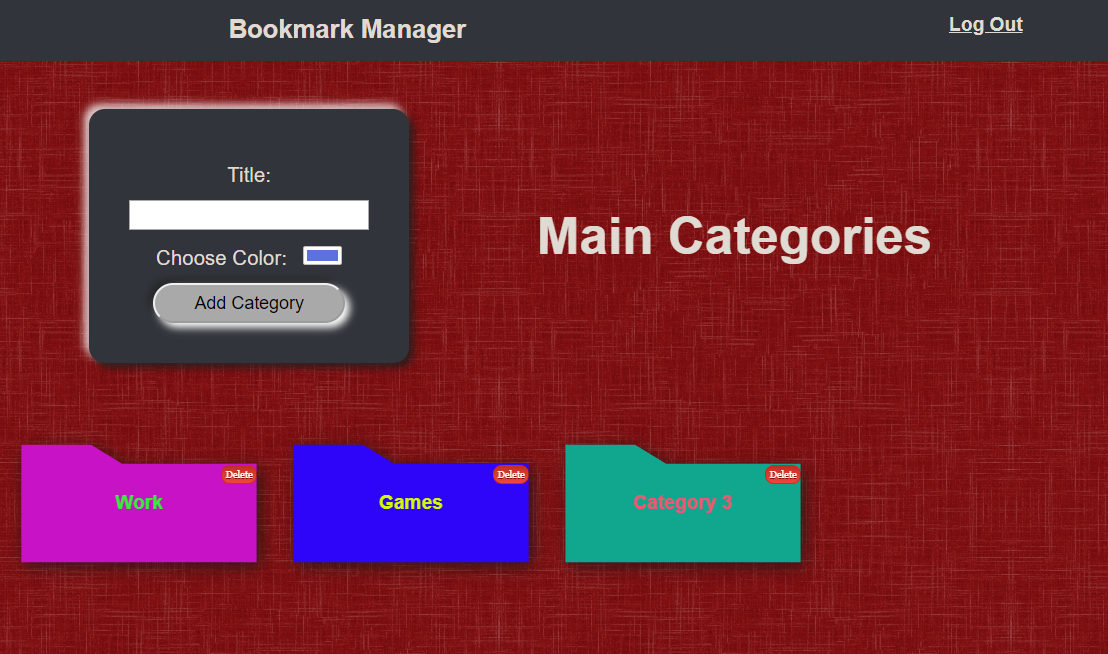 Bookmark Manager
Log Out
Title:
Main Categories
Choose Color:
Add Category
Delete
Delete
Delete
Work
Games
Category 3